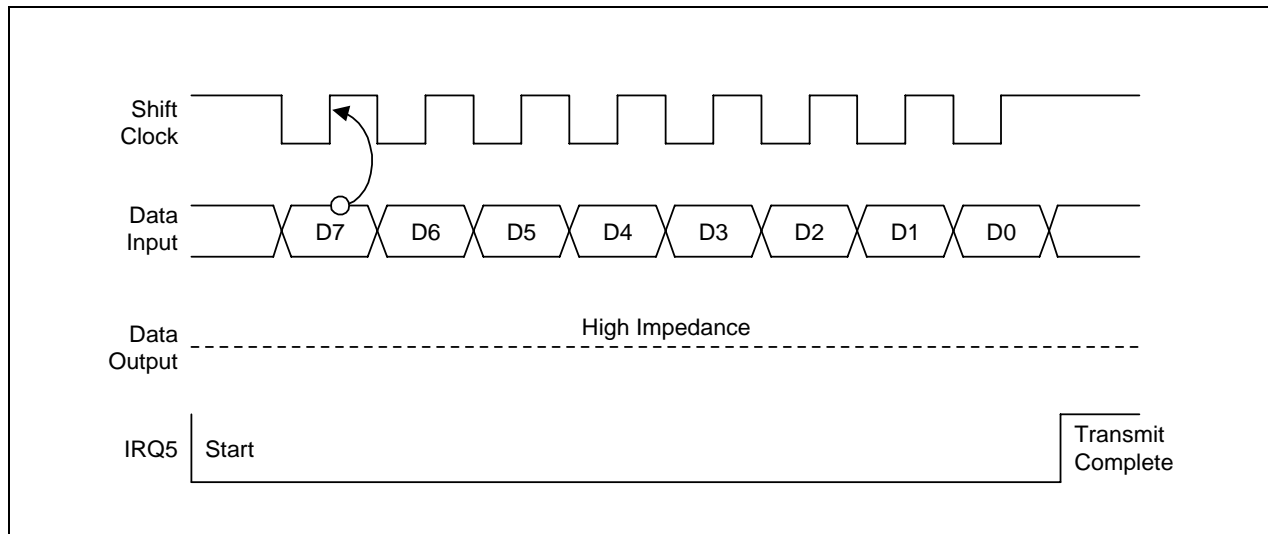 Shift
Clock
Data
Input
D7 D6 D5 D4 D3 D2 D1 D0
Data
Output
High Impedance
IRQ5
Start
Transmit
Complete